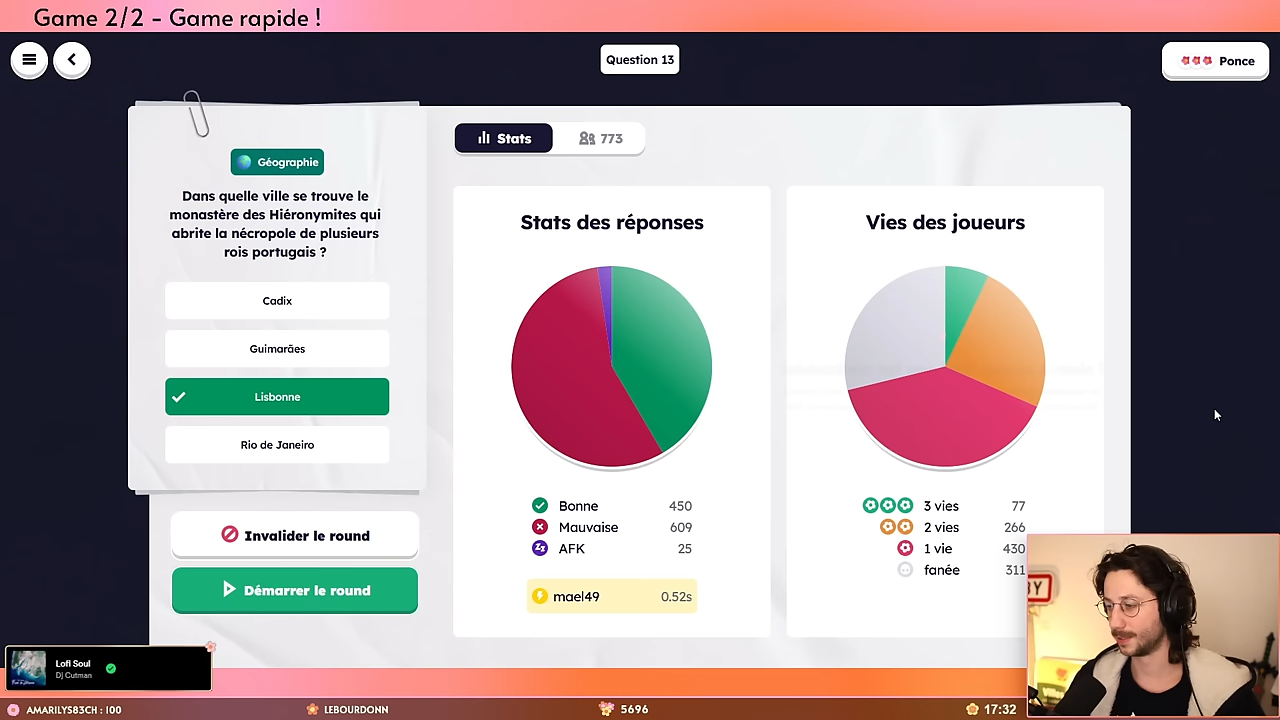 Game 2/2 - Game rapide !
Question 13
Ponce
Géographie
Dans quelle ville se trouve le
monastère des Hiéronymites qui
abrite la nécropole de plusieurs
rois portugais ?
Cadix
Guimarães
Lisbonne
Rio de Janeiro
Invalider le round
Démarrer le round
Stats
773
Stats des réponses
Bonne 450
Mauvaise 609
AFK 25
mael49 0.52s
Vies des joueurs
3 vies 77
2 vies 266
1 vie 430
fanée 311
Lofi Soul
Dj Cutman
AMARILYS83CH : 100
LEBOURDONN
5696
17:32